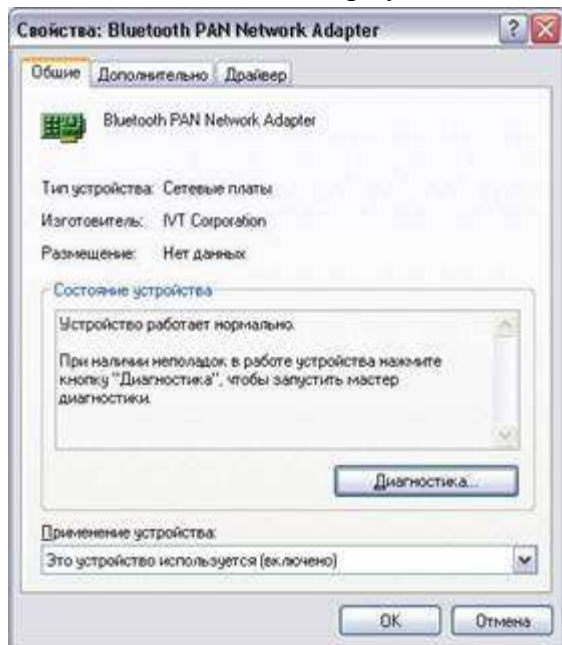 Свойства: Bluetooth PAN Network Adapter
Общие Дополнительно Драйвер
Bluetooth PAN Network Adapter
Тип устройства: Сетевые платы
Изготовитель: IVT Corporation
Размещение: Нет данных
Состояние устройства
Устройство работает нормально.
При наличии неполадок в работе устройства нажмите
кнопку "Диагностика", чтобы запустить мастер
диагностики.
Диагностика...
Применение устройства:
Это устройство используется (включено)
ОК Отмена